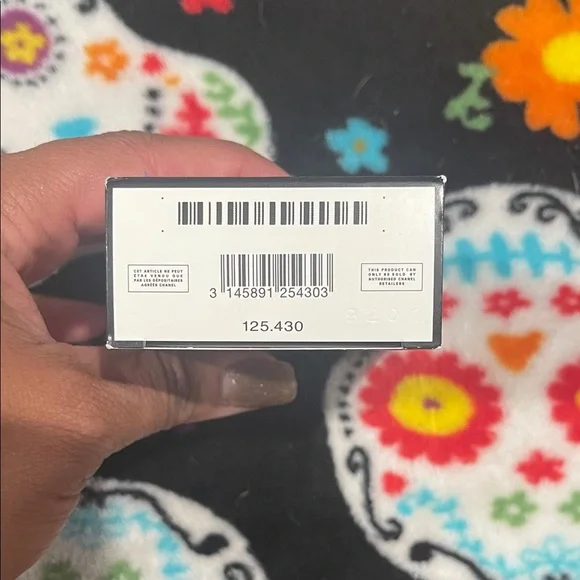 CET ARTICLE NE PEUT
ÊTRE VENDU QUE
PAR LES DÉPOSITAIRES
AGRÉÉS CHANEL
THIS PRODUCT CAN
ONLY BE SOLD BY
AUTHORISED CHANEL
RETAILERS
3 145891 254303
125.430